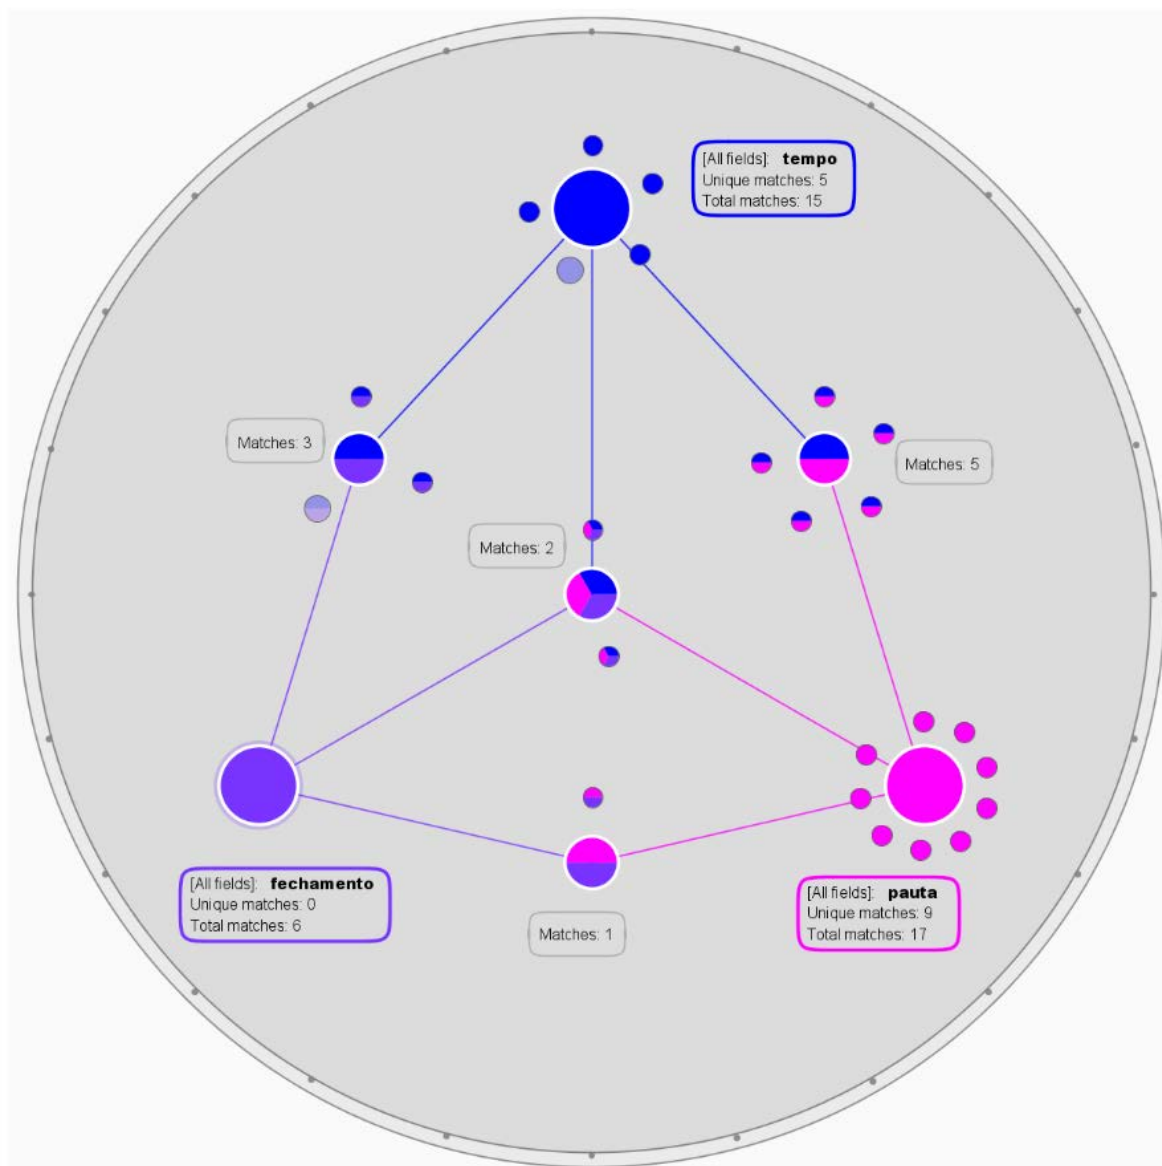 [All fields]: tempo
Unique matches: 5
Total matches: 15
Matches: 3
Matches: 5
Matches: 2
[All fields]: fechamento
Unique matches: 0
Total matches: 6
Matches: 1
[All fields]: pauta
Unique matches: 9
Total matches: 17